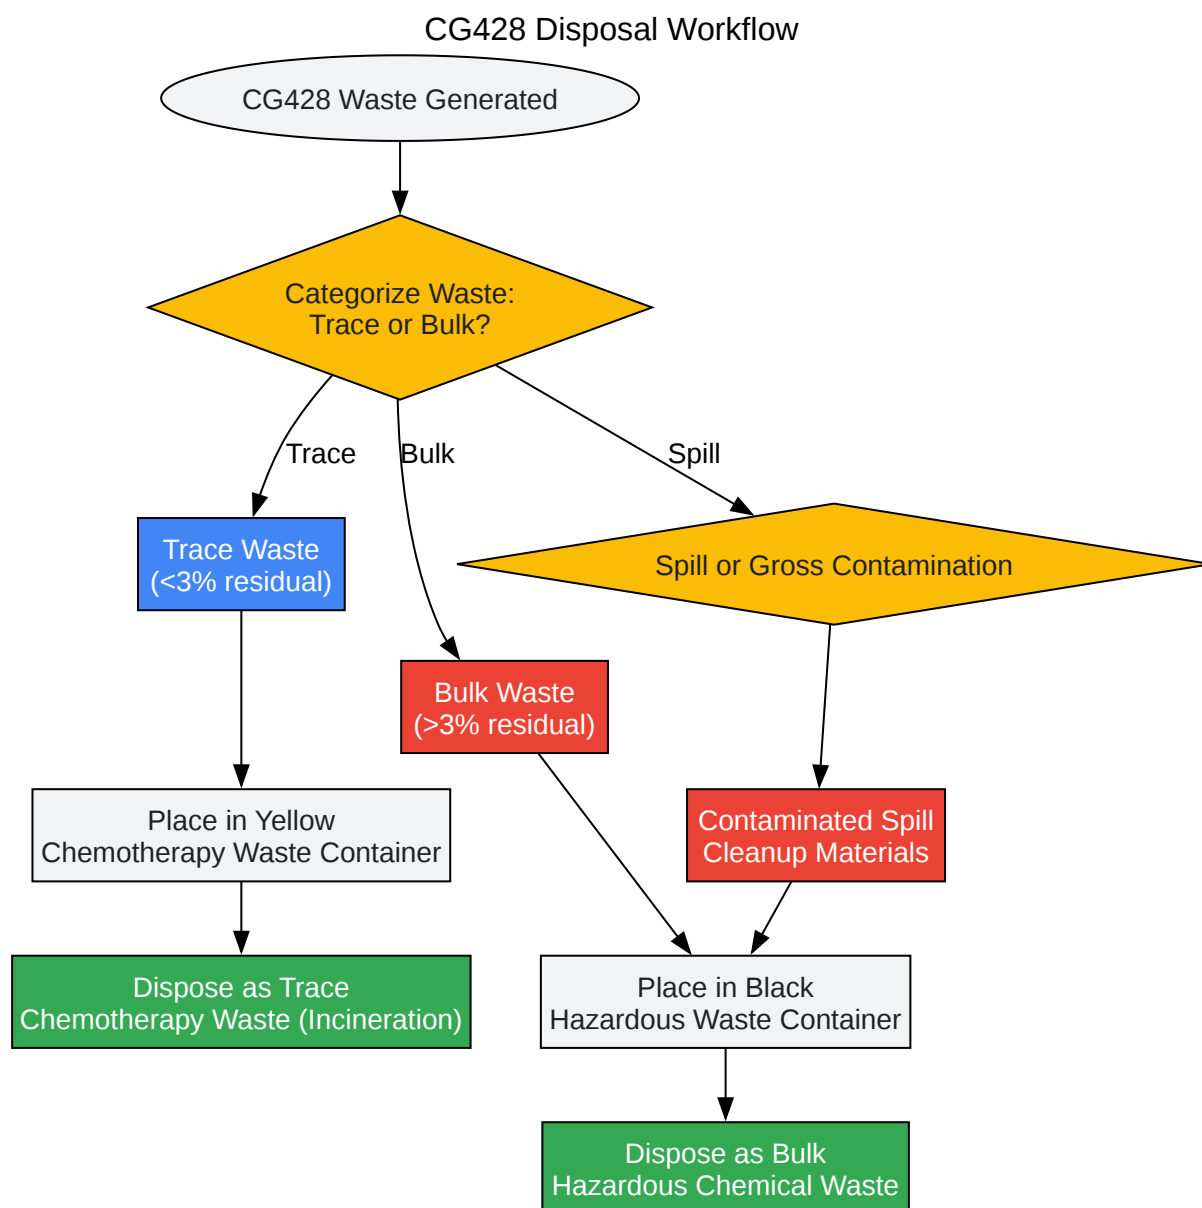 CG428 Disposal Workflow
CG428 Waste Generated
Categorize Waste:
Trace or Bulk?
Trace
Bulk
Spill
Trace Waste
(<3% residual)
Spill or Gross Contamination
Bulk Waste
(>3% residual)
Place in Yellow
Chemotherapy Waste Container
Contaminated Spill
Cleanup Materials
Dispose as Trace
Chemotherapy Waste (Incineration)
Place in Black
Hazardous Waste Container
Dispose as Bulk
Hazardous Chemical Waste